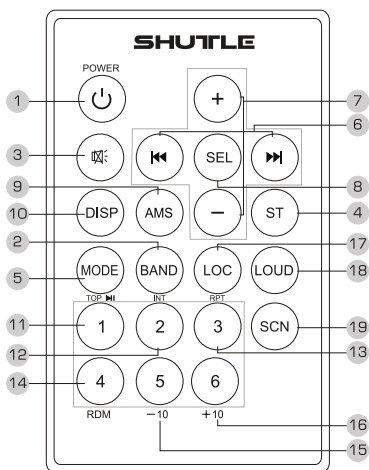 SHUTTLE
POWER
1
+
7
6
3
SEL
8
9
10
DISP
AMS
−
ST
4
2
17
5
MODE
BAND
LOC
LOUD
18
TOP
INT
RPT
11
1
2
3
SCN
19
12
13
14
4
5
6
RDM
−10
+10
16
15